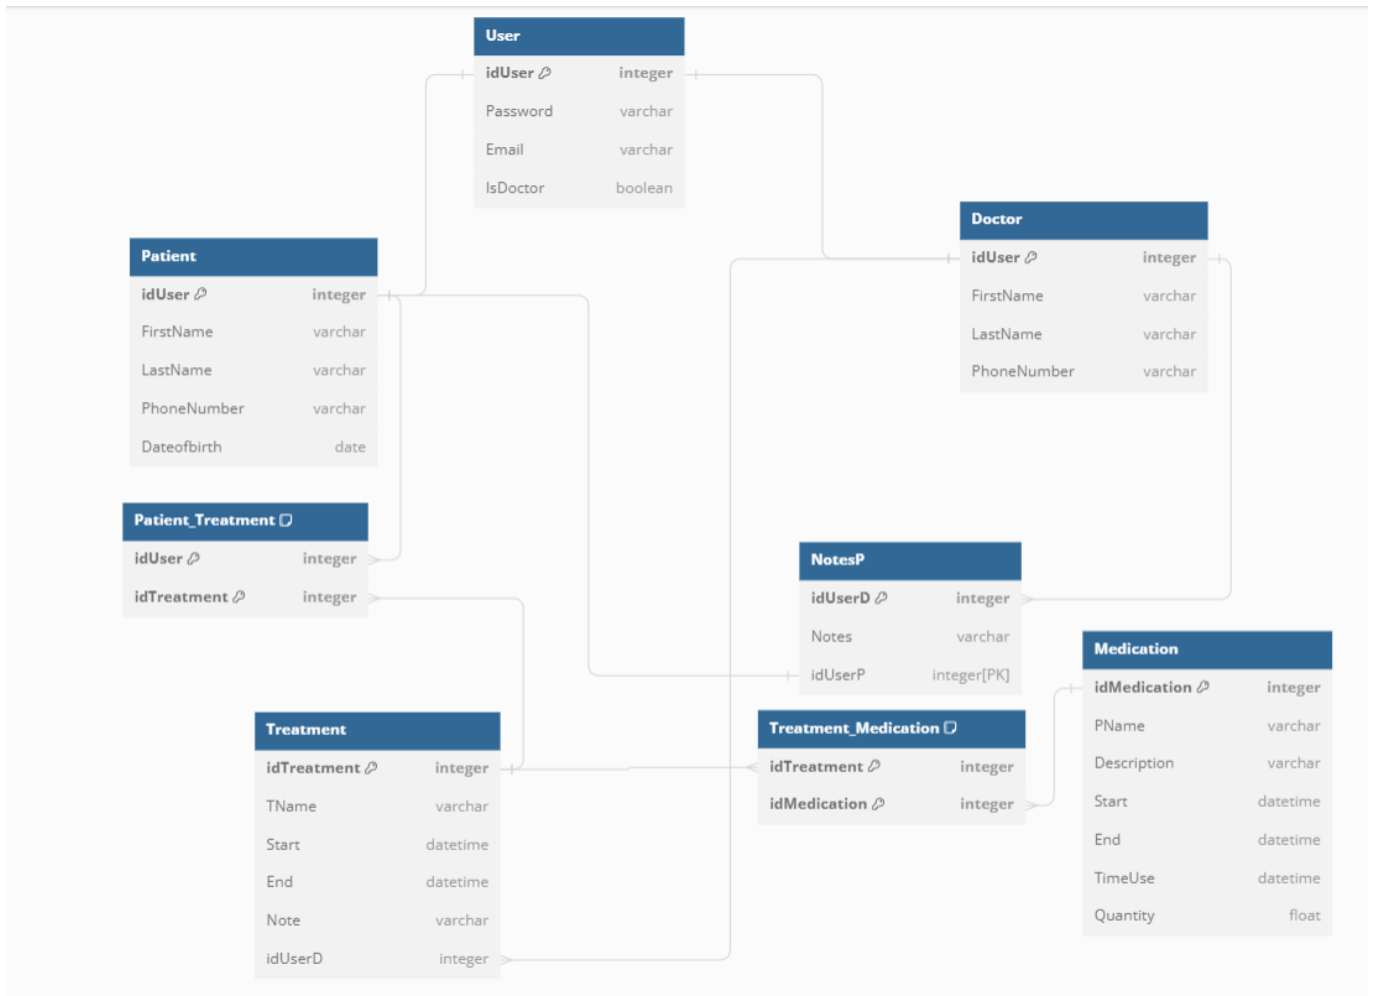 User
idUser integer
Password varchar
Email varchar
IsDoctor boolean
Doctor
idUser integer
FirstName varchar
LastName varchar
PhoneNumber varchar
Patient
idUser integer
FirstName varchar
LastName varchar
PhoneNumber varchar
Dateofbirth date
Patient_Treatment
idUser integer
idTreatment integer
NotesP
idUserD integer
Notes varchar
idUserP integer[PK]
Medication
idMedication integer
PName varchar
Description varchar
Start datetime
End datetime
TimeUse datetime
Quantity float
Treatment
idTreatment integer
TName varchar
Start datetime
End datetime
Note varchar
idUserD integer
Treatment_Medication
idTreatment integer
idMedication integer